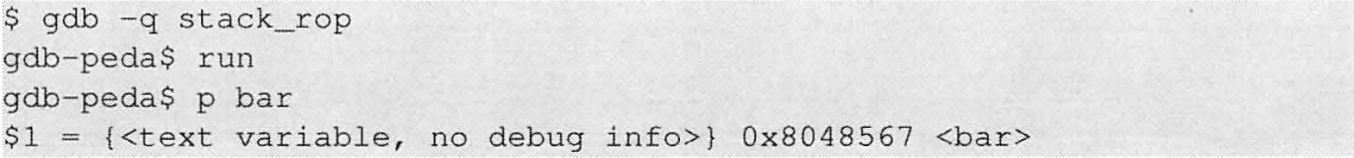 $ gdb -q stack_rop
gdb-peda$ run
gdb-peda$ p bar
$1 = {<text variable, no debug info>} 0x8048567 <bar>